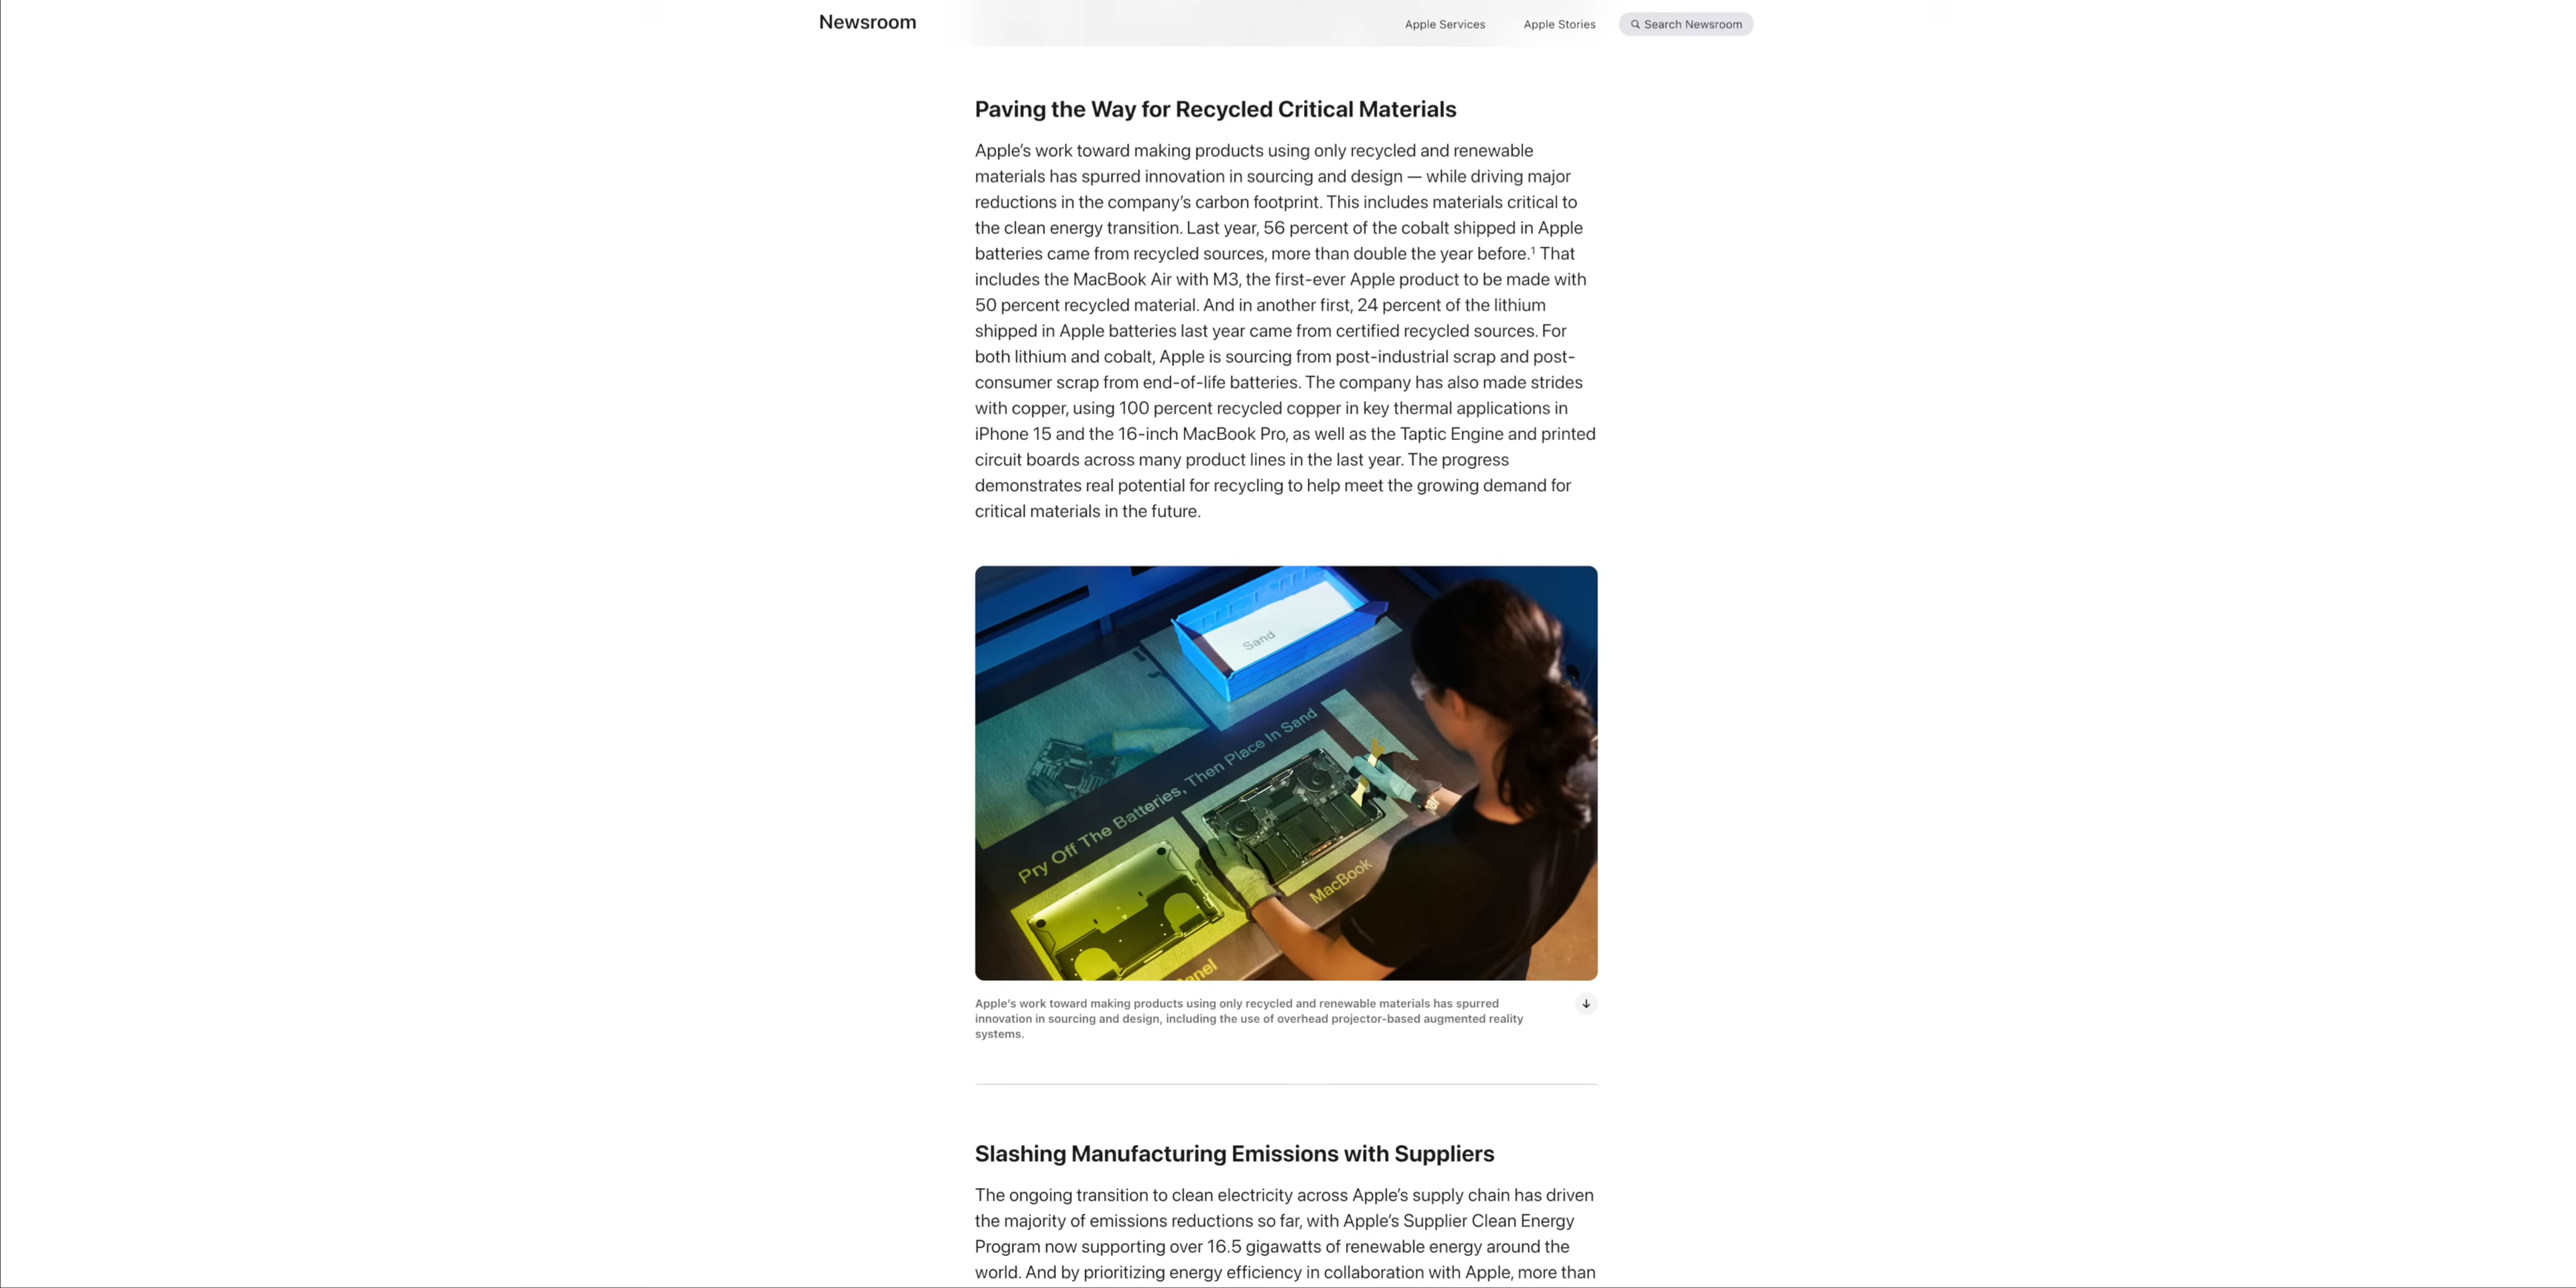 Newsroom
Apple Services
Apple Stories
Search Newsroom
Paving the Way for Recycled Critical Materials
Apple’s work toward making products using only recycled and renewable
materials has spurred innovation in sourcing and design — while driving major
reductions in the company’s carbon footprint. This includes materials critical to
the clean energy transition. Last year, 56 percent of the cobalt shipped in Apple
batteries came from recycled sources, more than double the year before.¹ That
includes the MacBook Air with M3, the first-ever Apple product to be made with
50 percent recycled material. And in another first, 24 percent of the lithium
shipped in Apple batteries last year came from certified recycled sources. For
both lithium and cobalt, Apple is sourcing from post-industrial scrap and post-
consumer scrap from end-of-life batteries. The company has also made strides
with copper, using 100 percent recycled copper in key thermal applications in
iPhone 15 and the 16-inch MacBook Pro, as well as the Taptic Engine and printed
circuit boards across many product lines in the last year. The progress
demonstrates real potential for recycling to help meet the growing demand for
critical materials in the future.
Sand
Pry Off The Batteries, Then Place In Sand
MacBook
Apple’s work toward making products using only recycled and renewable materials has spurred
innovation in sourcing and design, including the use of overhead projector-based augmented reality
systems.
Slashing Manufacturing Emissions with Suppliers
The ongoing transition to clean electricity across Apple’s supply chain has driven
the majority of emissions reductions so far, with Apple’s Supplier Clean Energy
Program now supporting over 16.5 gigawatts of renewable energy around the
world. And by prioritizing energy efficiency in collaboration with Apple, more than